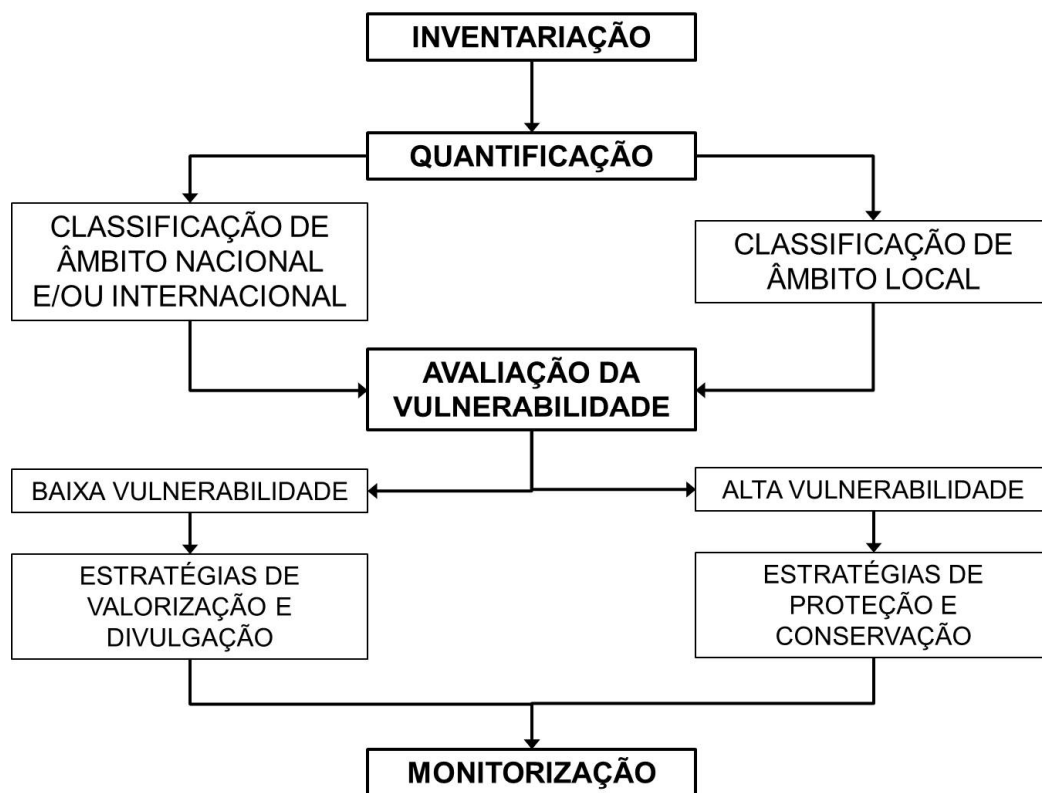 INVENTARIAÇÃO
QUANTIFICAÇÃO
CLASSIFICAÇÃO DE
ÂMBITO NACIONAL
E/OU INTERNACIONAL
CLASSIFICAÇÃO DE
ÂMBITO LOCAL
AVALIAÇÃO DA
VULNERABILIDADE
BAIXA VULNERABILIDADE
ALTA VULNERABILIDADE
ESTRATÉGIAS DE
VALORIZAÇÃO E
DIVULGAÇÃO
ESTRATÉGIAS DE
PROTEÇÃO E
CONSERVAÇÃO
MONITORIZAÇÃO